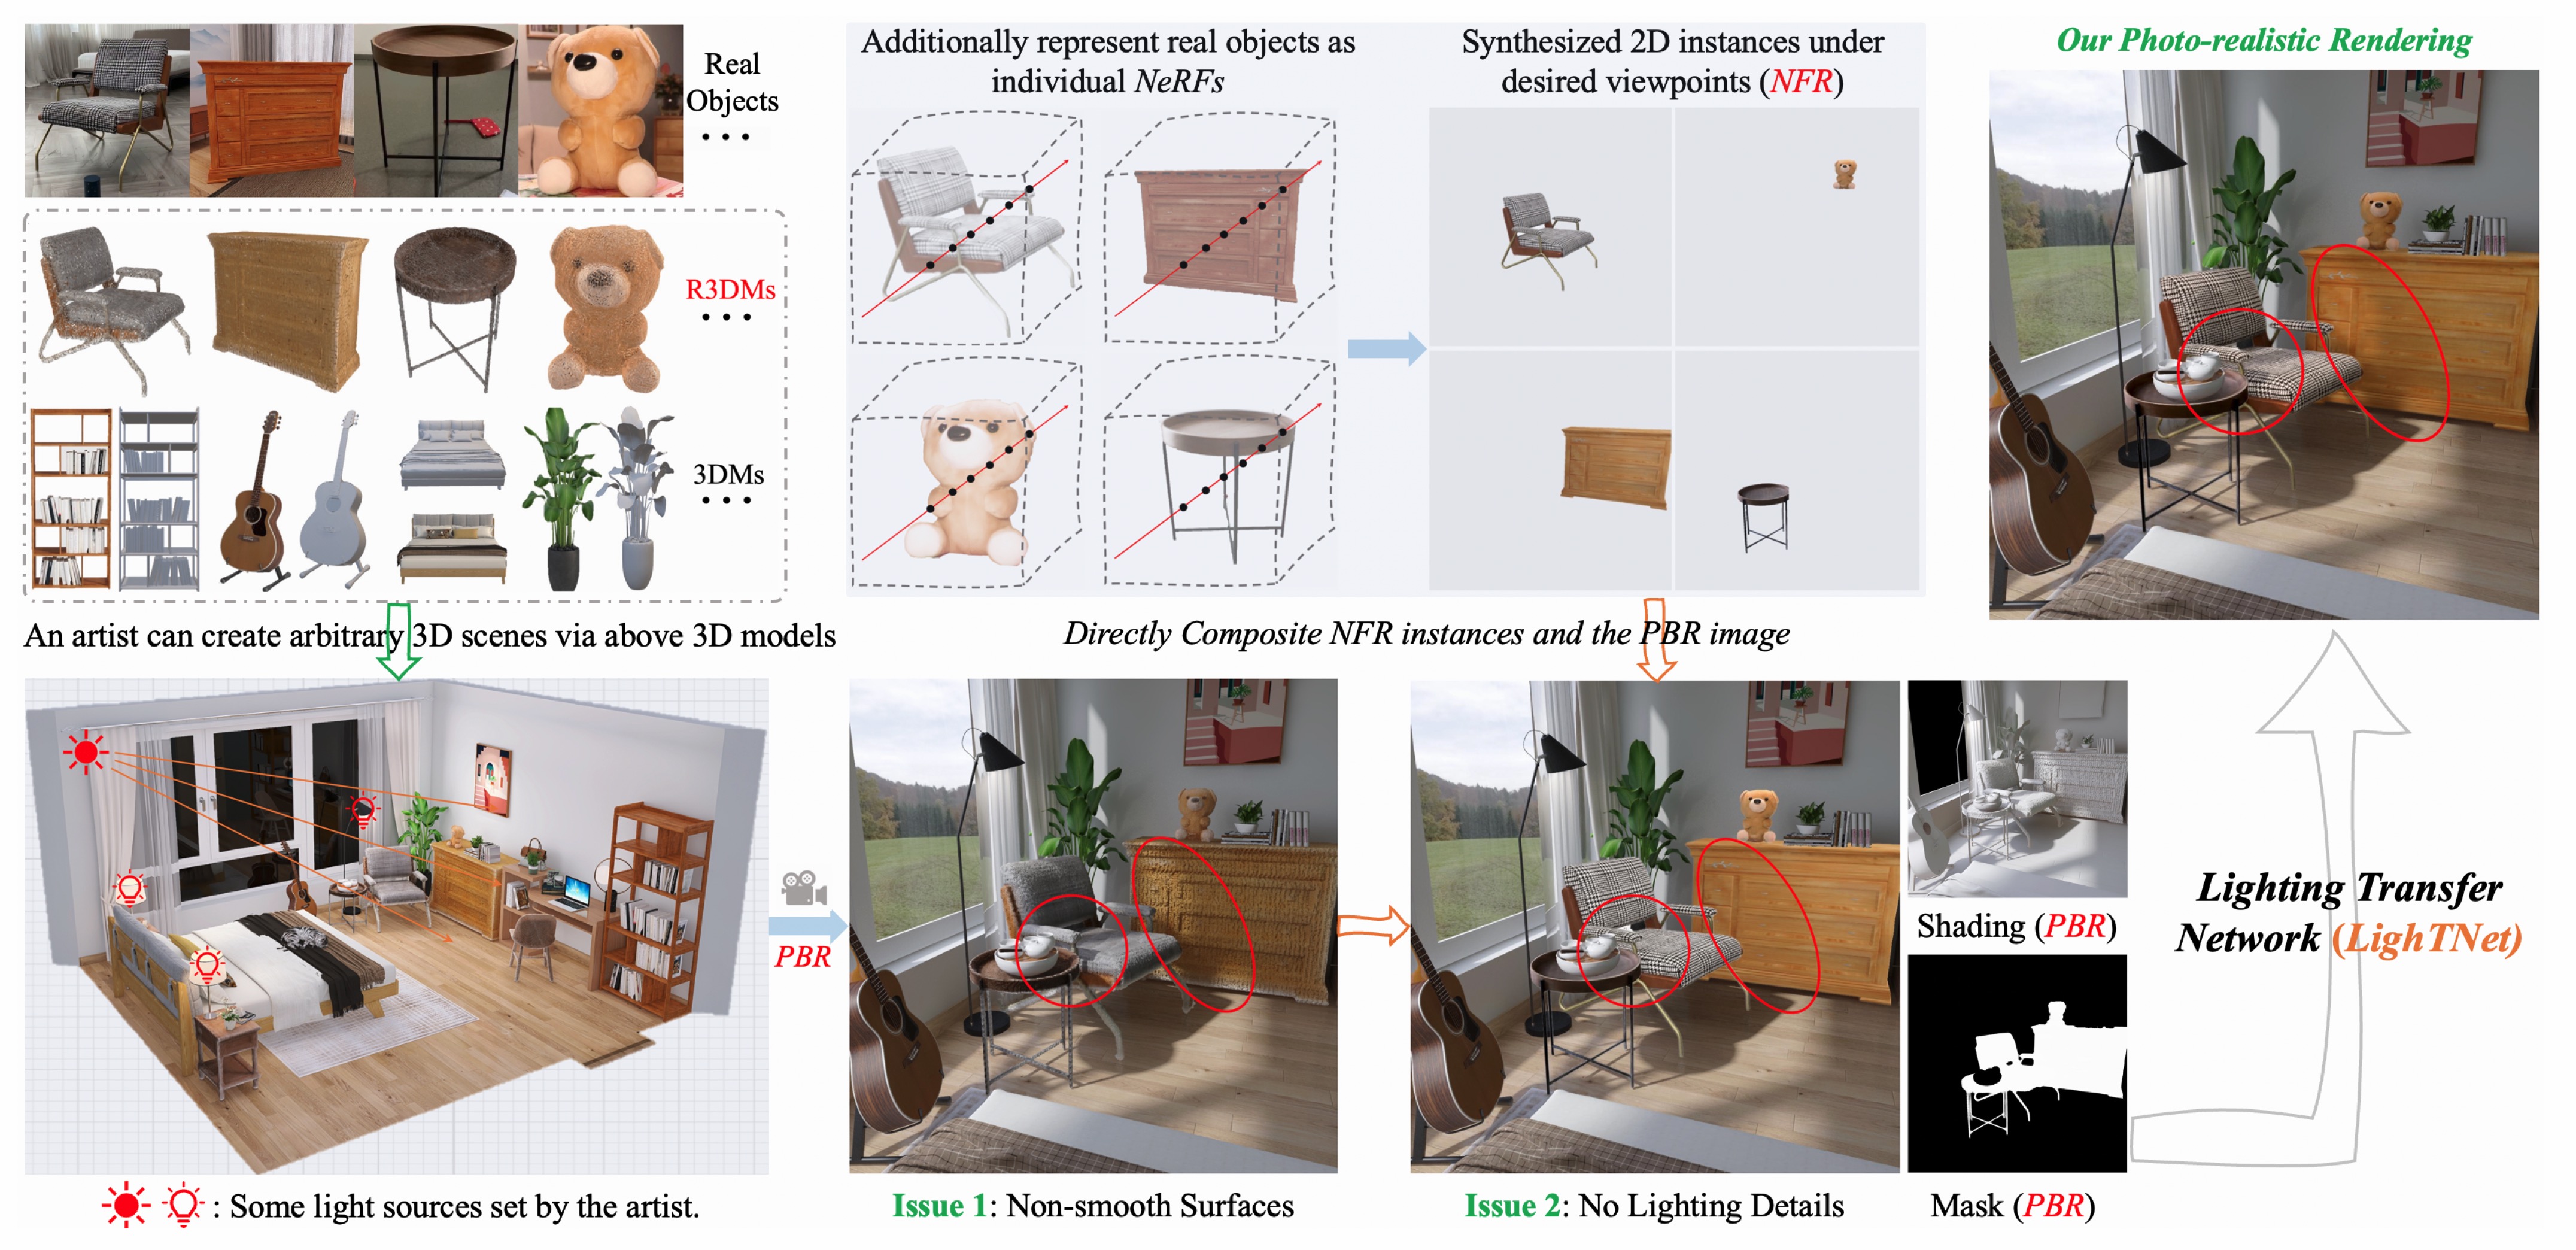 Real
Objects
• • •
R3DMs
• • •
3DMs
• • •
An artist can create arbitrary 3D scenes via above 3D models
Additionally represent real objects as
individual NeRFs
Synthesized 2D instances under
desired viewpoints (NFR)
Our Photo-realistic Rendering
Directly Composite NFR instances and the PBR image
PBR
Shading (PBR)
Mask (PBR)
Lighting Transfer
Network (LighTNet)
: Some light sources set by the artist.
Issue 1: Non-smooth Surfaces
Issue 2: No Lighting Details